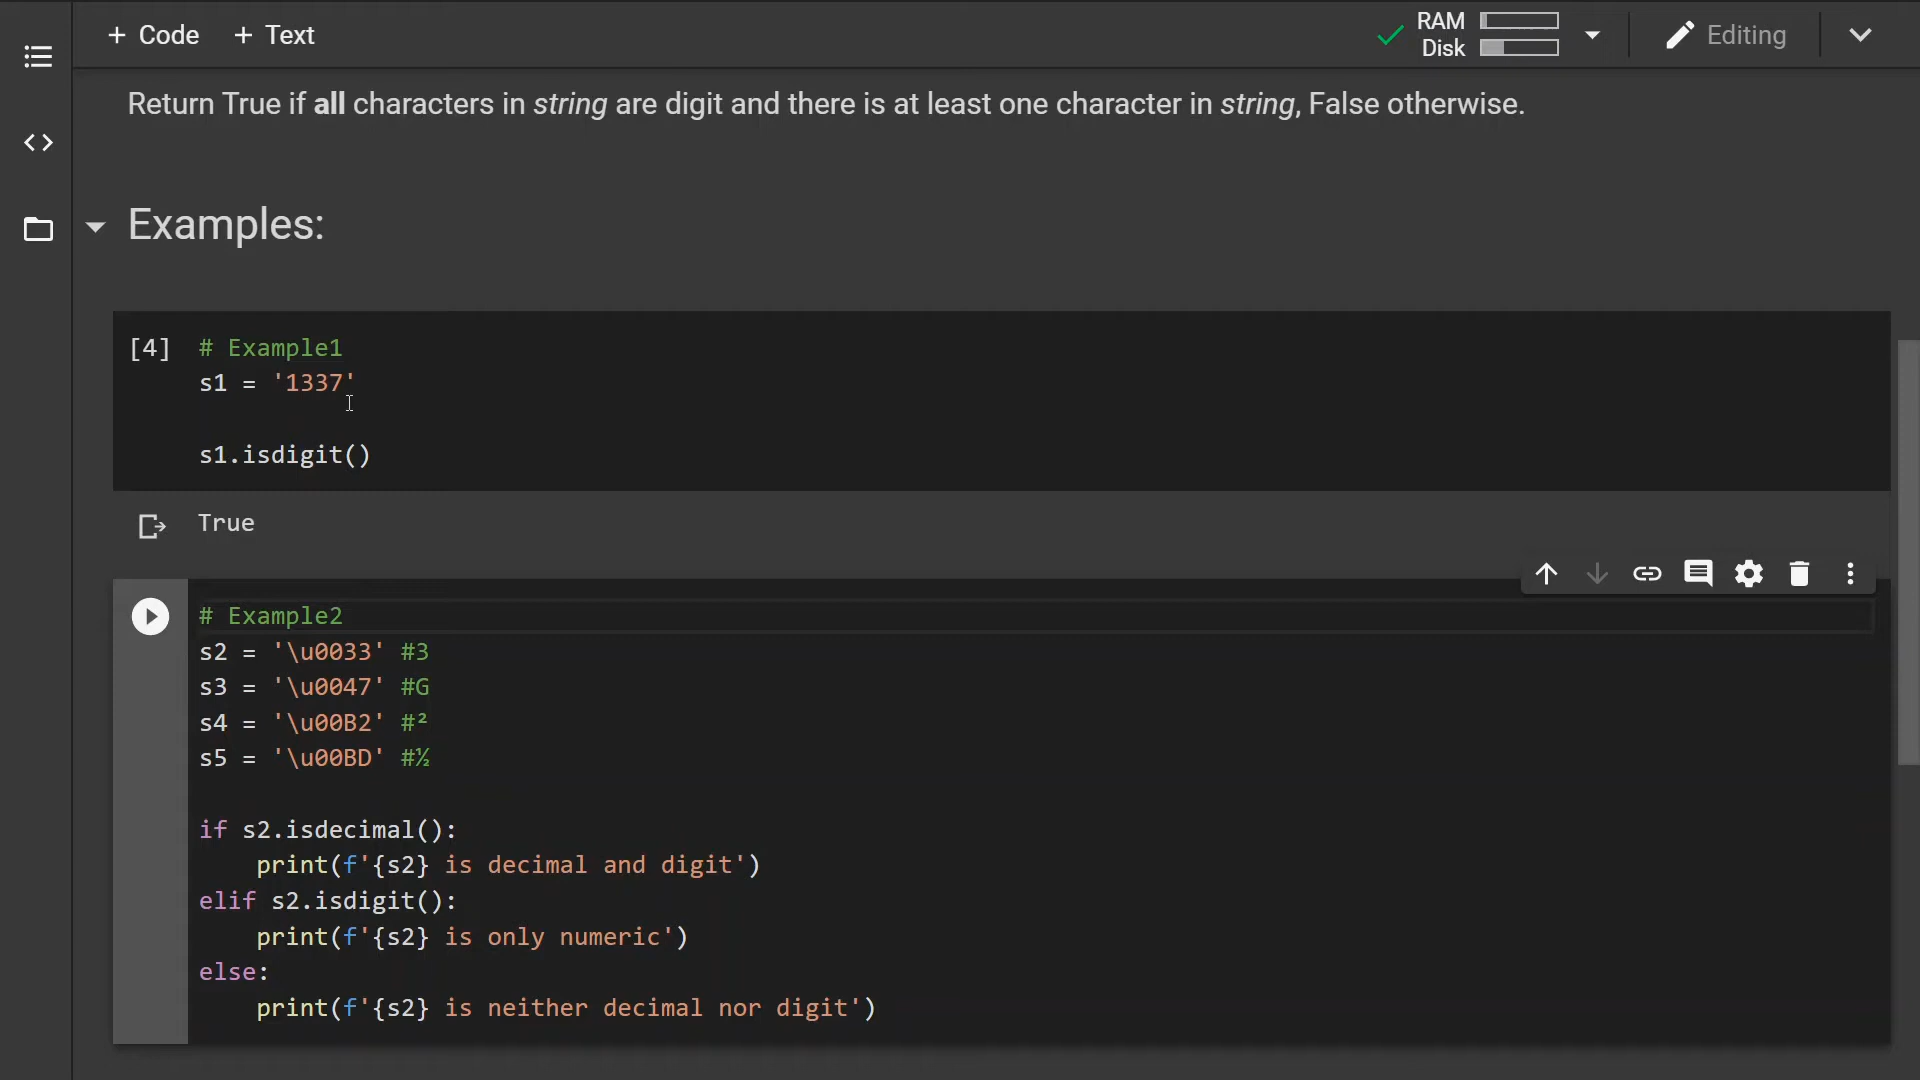 + Code + Text
RAM
Disk
Editing
Return True if all characters in string are digit and there is at least one character in string, False otherwise.
Examples:
[4] # Example1
s1 = '1337'
s1.isdigit()
True
# Example2
s2 = '\u0033' #3
s3 = '\u0047' #G
s4 = '\u00B2' #²
s5 = '\u00BD' #½
if s2.isdecimal():
    print(f'{s2} is decimal and digit')
elif s2.isdigit():
    print(f'{s2} is only numeric')
else:
    print(f'{s2} is neither decimal nor digit')